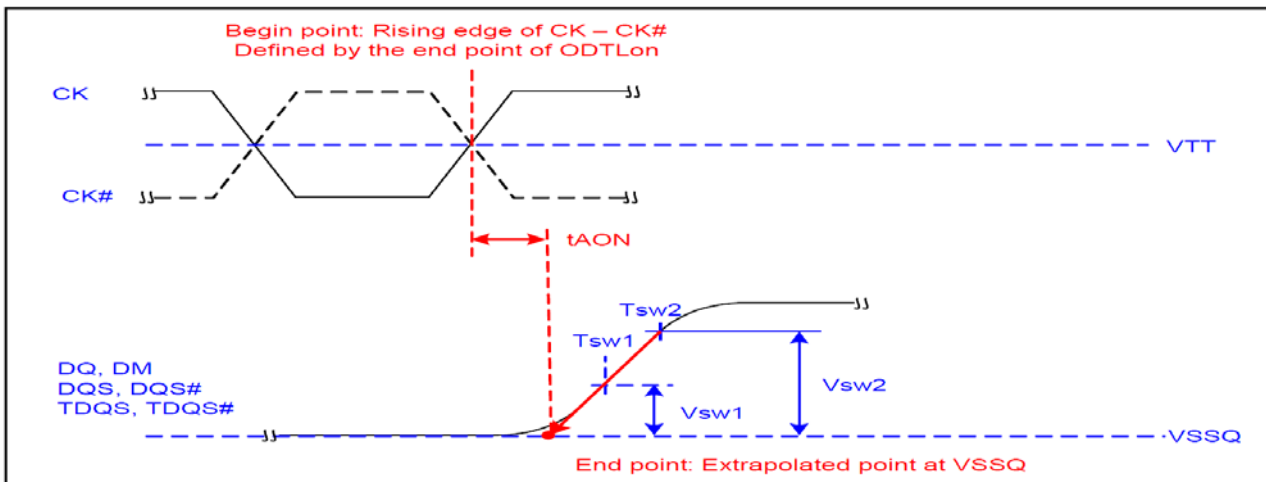 Begin point: Rising edge of CK – CK#
Defined by the end point of ODTLon
CK
VTT
CK#
tAON
Tsw2
Tsw1
DQ, DM
DQS, DQS#
TDQS, TDQS#
Vsw2
Vsw1
VSSQ
End point: Extrapolated point at VSSQ